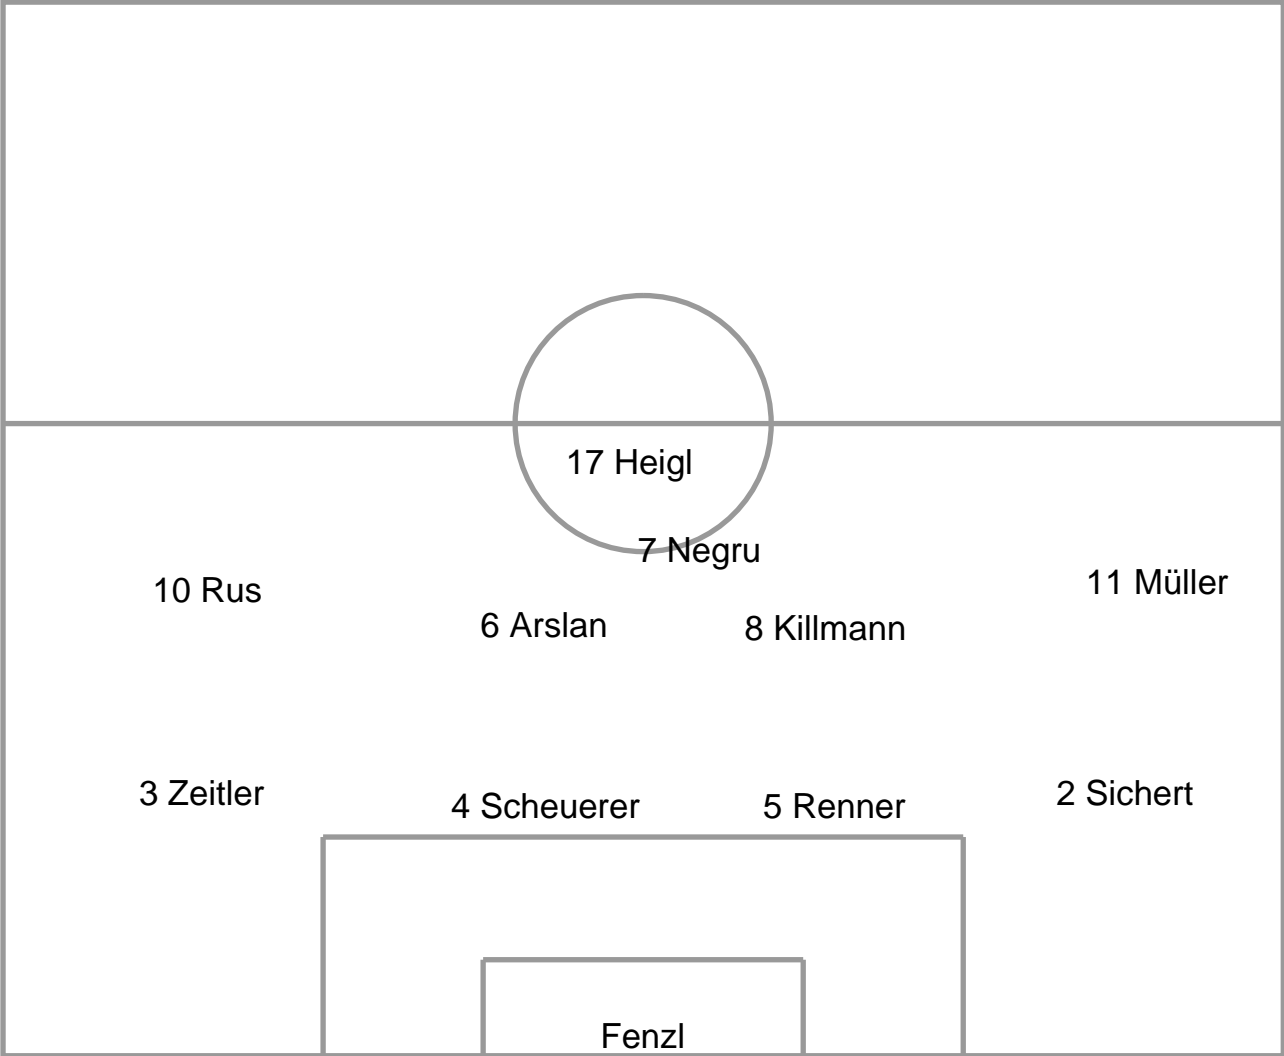 17 Heigl
7 Negru
10 Rus
11 Müller
6 Arslan
8 Killmann
3 Zeitler
4 Scheuerer
5 Renner
2 Sichert
Fenzl